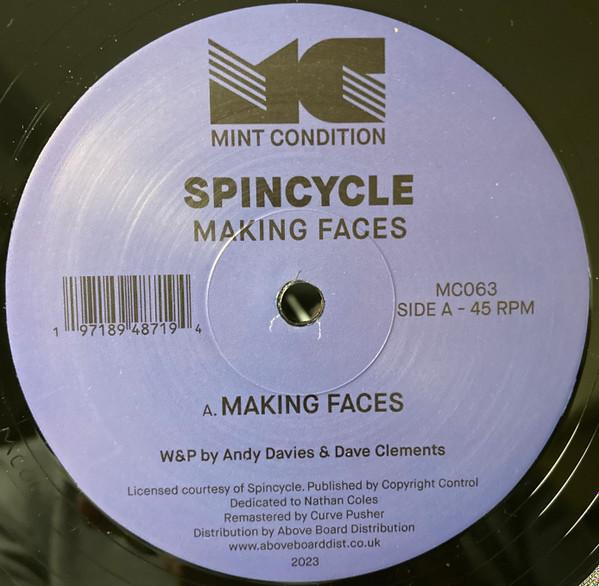 MC
MINT CONDITION
SPINCYCLE
MAKING FACES
1 97189 48719 4
MC063
SIDE A - 45 RPM
A. MAKING FACES
W&P by Andy Davies & Dave Clements
Licensed courtesy of Spincycle. Published by Copyright Control
Dedicated to Nathan Coles
Remastered by Curve Pusher
Distribution by Above Board Distribution
www.aboveboarddist.co.uk
2023